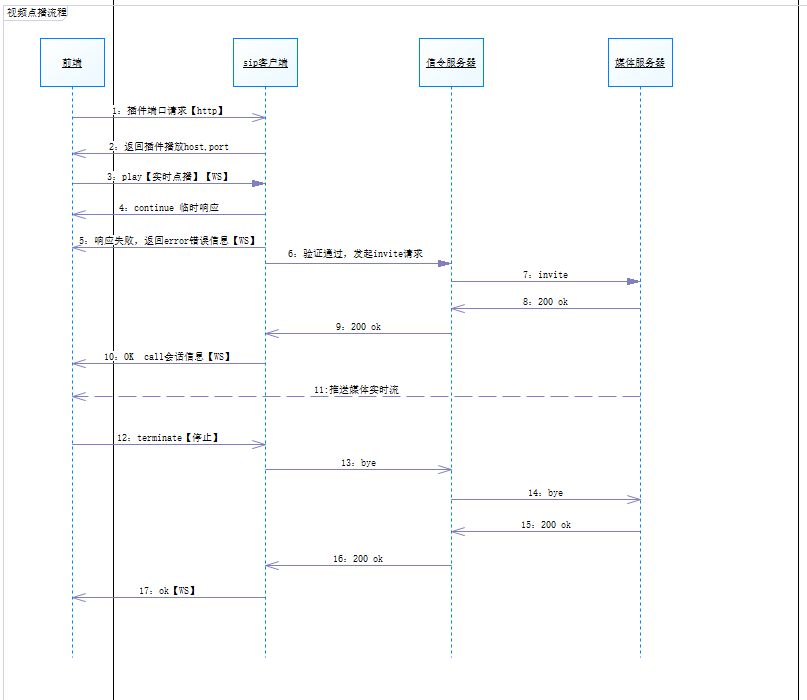 视频点播流程
前端
sip客户端
信令服务器
媒体服务器
1：插件端口请求【http】
2：返回插件播放host,port
3：play【实时点播】【WS】
4：continue 临时响应
5：响应失败，返回error错误信息【WS】
6：验证通过，发起invite请求
7：invite
8：200 ok
9：200 ok
10：OK call会话信息【WS】
11:推送媒体实时流
12：terminate【停止】
13：bye
14：bye
15：200 ok
16：200 ok
17：ok【WS】